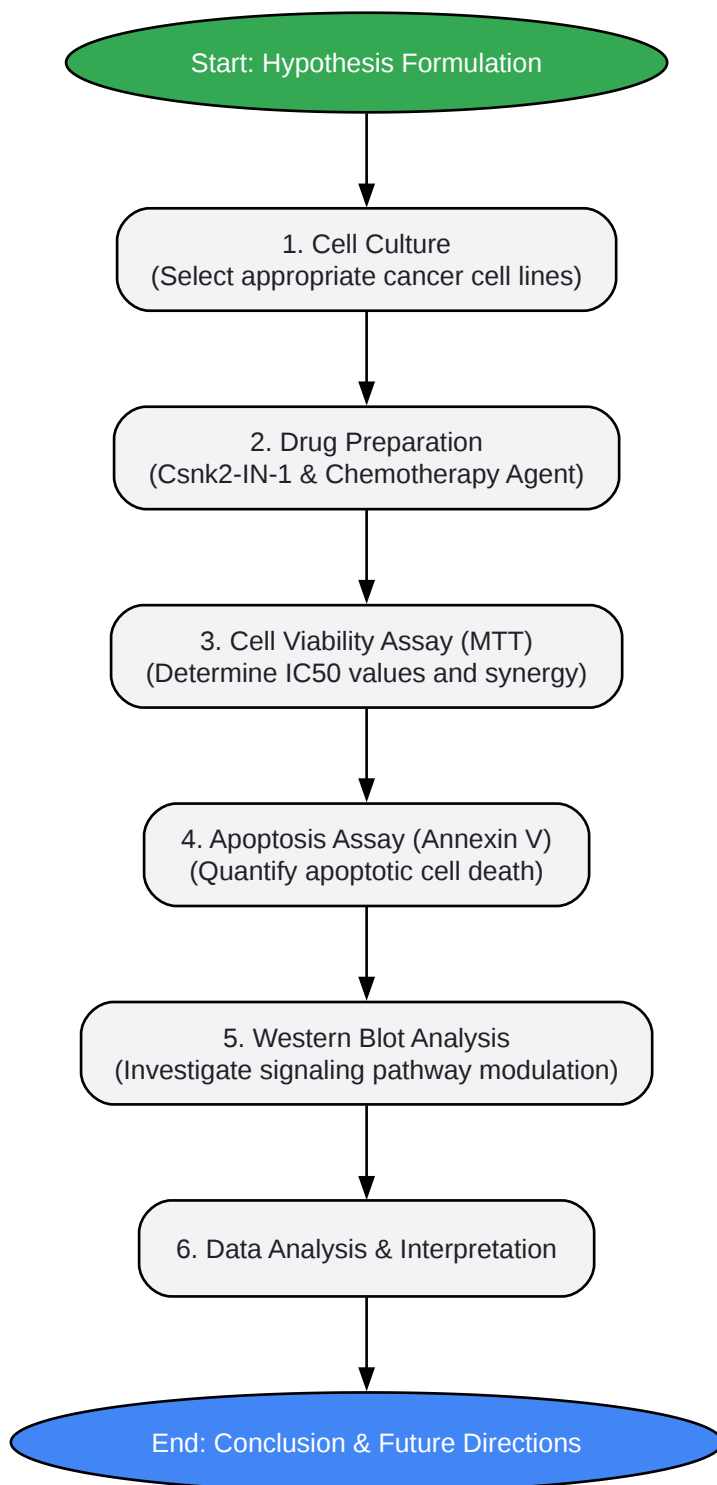 Start: Hypothesis Formulation
1. Cell Culture
(Select appropriate cancer cell lines)
2. Drug Preparation
(Csnk2-IN-1 & Chemotherapy Agent)
3. Cell Viability Assay (MTT)
(Determine IC50 values and synergy)
4. Apoptosis Assay (Annexin V)
(Quantify apoptotic cell death)
5. Western Blot Analysis
(Investigate signaling pathway modulation)
6. Data Analysis & Interpretation
End: Conclusion & Future Directions